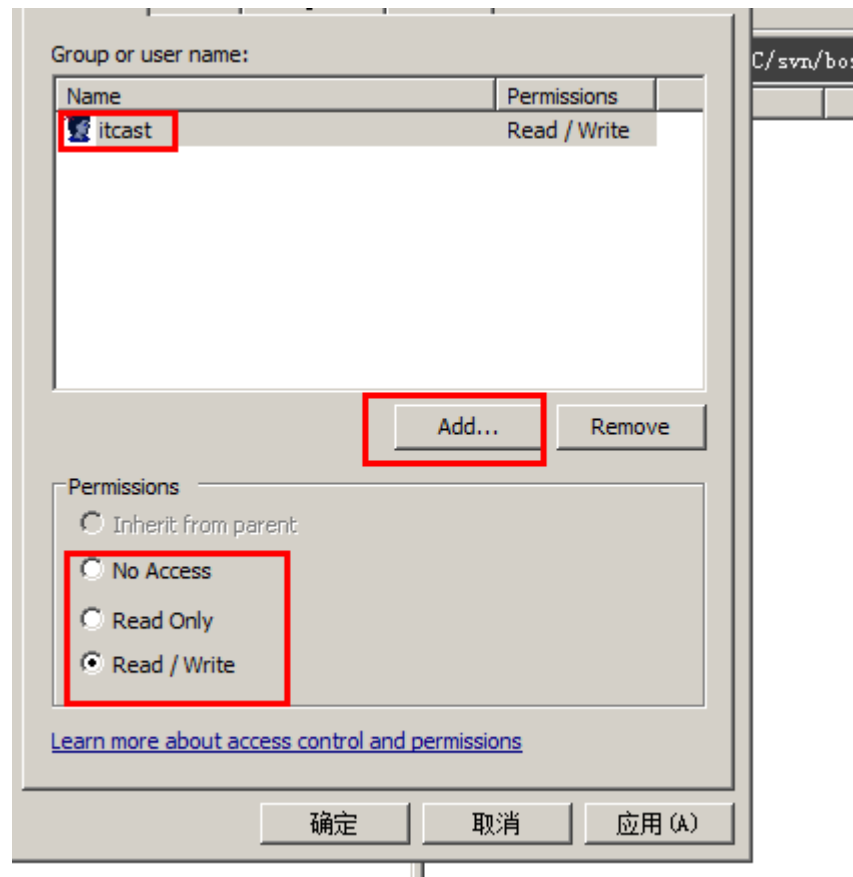 Group or user name:
C/svn/bos
Name Permissions
itcast Read / Write
Add... Remove
Permissions
Inherit from parent
No Access
Read Only
Read / Write
Learn more about access control and permissions
确定 取消 应用(A)